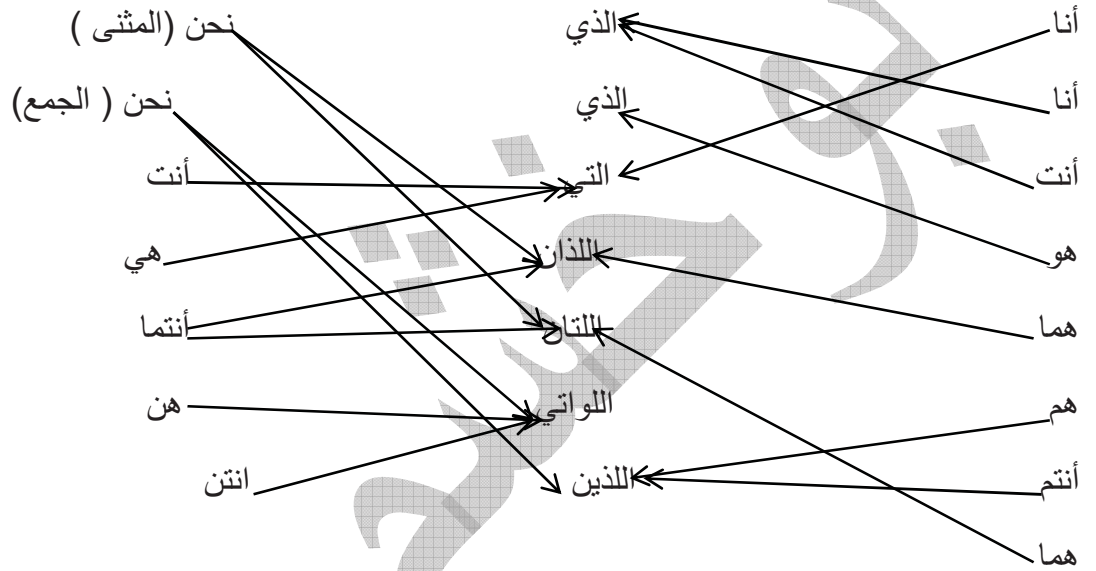 أنا الذي نحن (المثنى )
أنا الذي نحن ( الجمع)
أنت التي أنت
هو اللذان هي
هما اللتان أنتما
هم اللواتي هن
أنتم اللذين انتن
هما